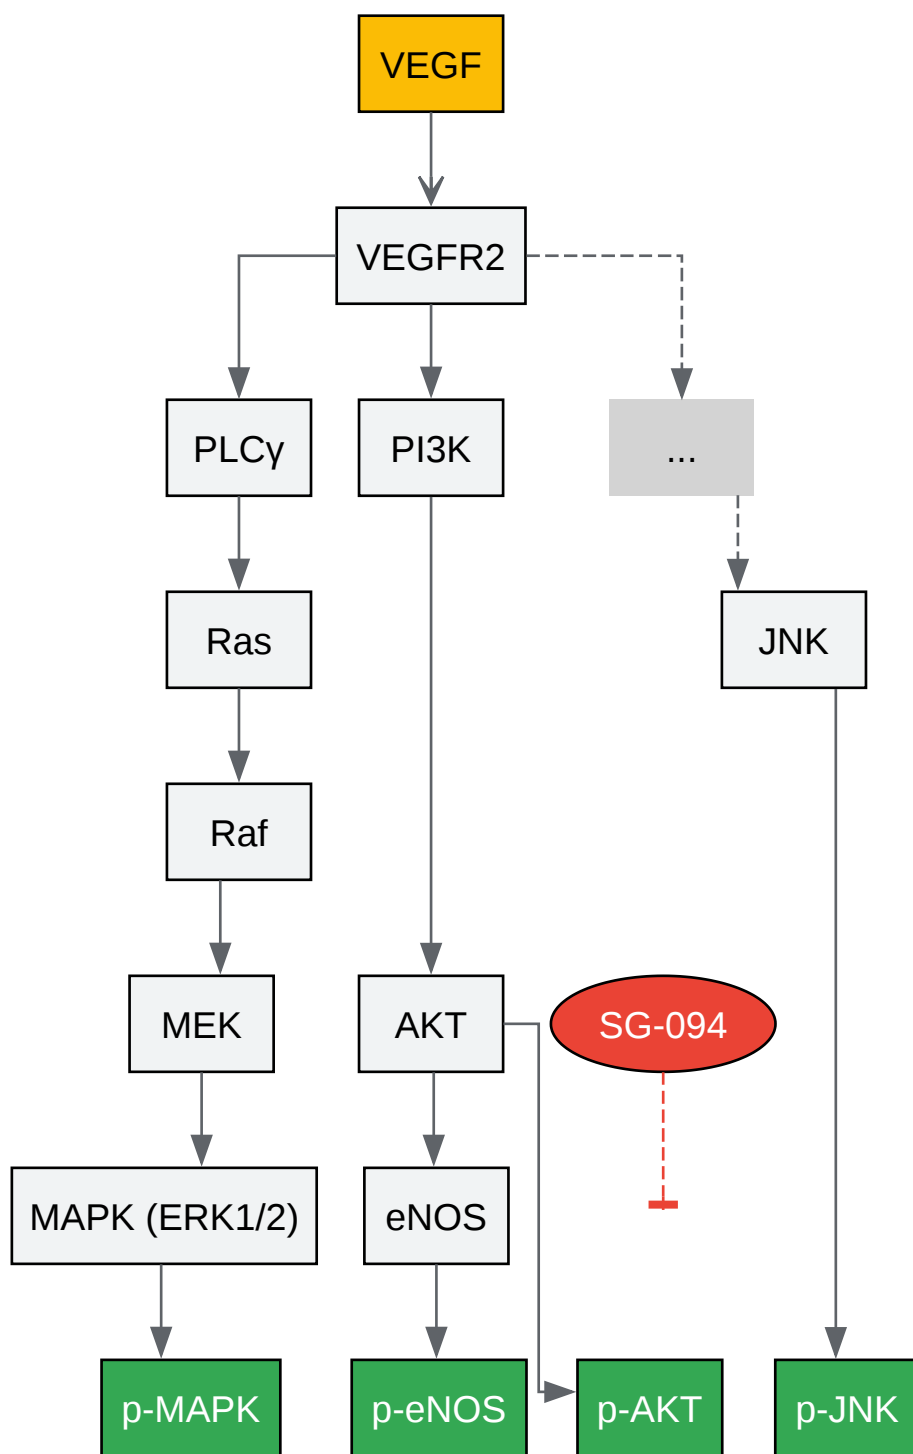 VEGF
VEGFR2
PLCγ
PI3K
...
Ras
JNK
Raf
MEK
AKT
SG-094
MAPK (ERK1/2)
eNOS
p-MAPK
p-eNOS
p-AKT
p-JNK